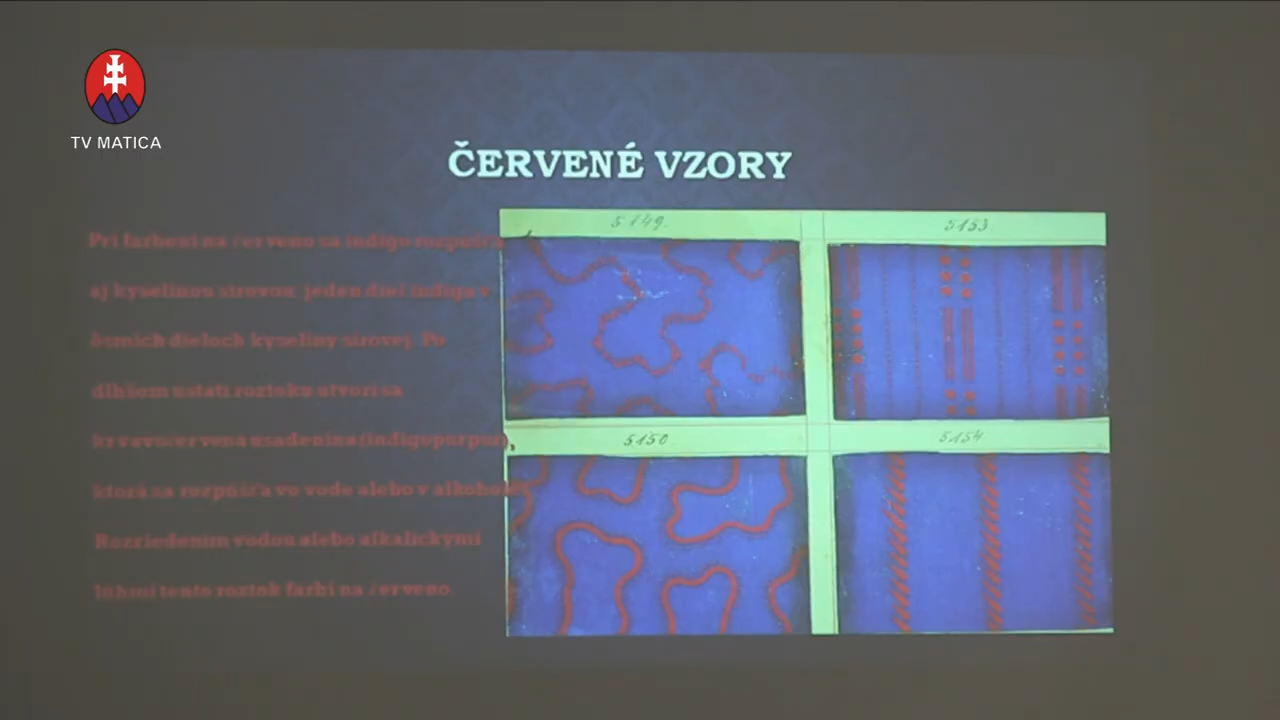 TV MATICA
ČERVENÉ VZORY
Pri farbení na červeno sa indigo rozpúšťa
aj kyselinou sírovou: jeden diel indiga v
ôsmich dieloch kyseliny sírovej. Po
dlhšom ustatí roztoku utvorí sa
krvavočervená usadenina (indigopurpur),
ktorá sa rozpúšťa vo vode alebo v alkohole.
Rozriedením vodou alebo alkalickými
lúhmi tento roztok farbí na červeno.
5149.
5153
5150.
5154